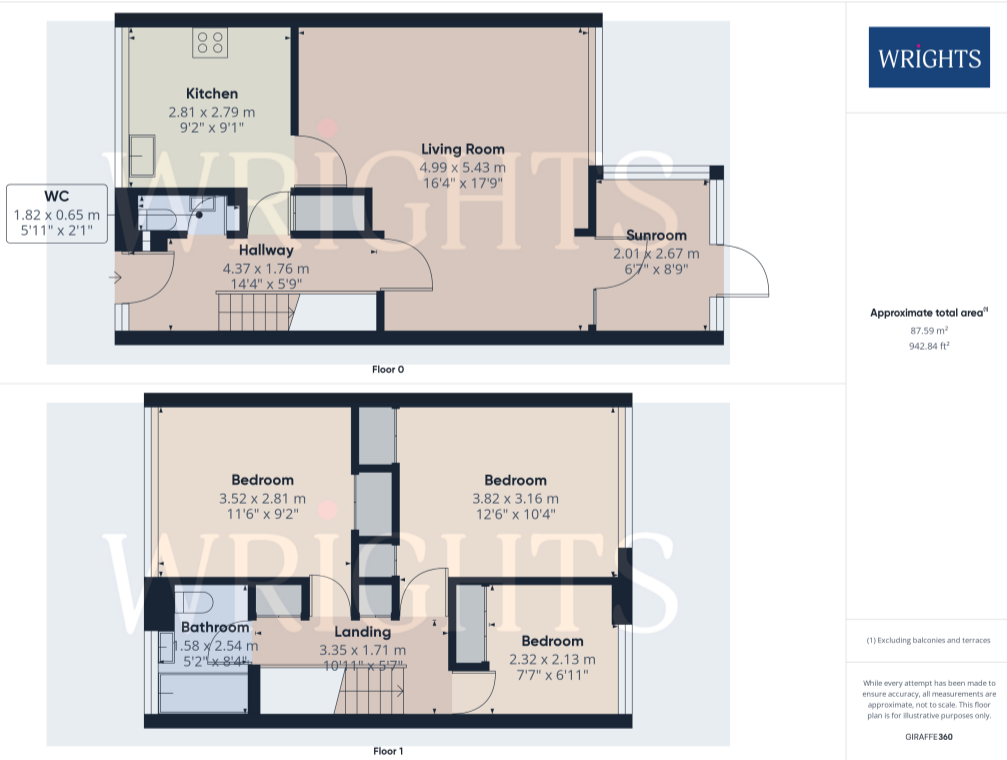 Kitchen
2.81 x 2.79 m
9'2" x 9'1"
Living Room
4.99 x 5.43 m
16'4" x 17'9"
WC
1.82 x 0.65 m
5'11" x 2'1"
Hallway
4.37 x 1.76 m
14'4" x 5'9"
Sunroom
2.01 x 2.67 m
6'7" x 8'9"
WRIGHTS
Floor 0
Bedroom
3.52 x 2.81 m
11'6" x 9'2"
Bedroom
3.82 x 3.16 m
12'6" x 10'4"
Bathroom
1.58 x 2.54 m
5'2" x 8'4"
Landing
3.35 x 1.71 m
10'11" x 5'7"
Bedroom
2.32 x 2.13 m
7'7" x 6'11"
WRIGHTS
Floor 1
WRiGHTS
Approximate total area(1)
87.59 m²
942.84 ft²
(1) Excluding balconies and terraces
While every attempt has been made to
ensure accuracy, all measurements are
approximate, not to scale. This floor
plan is for illustrative purposes only.
GIRAFFE360